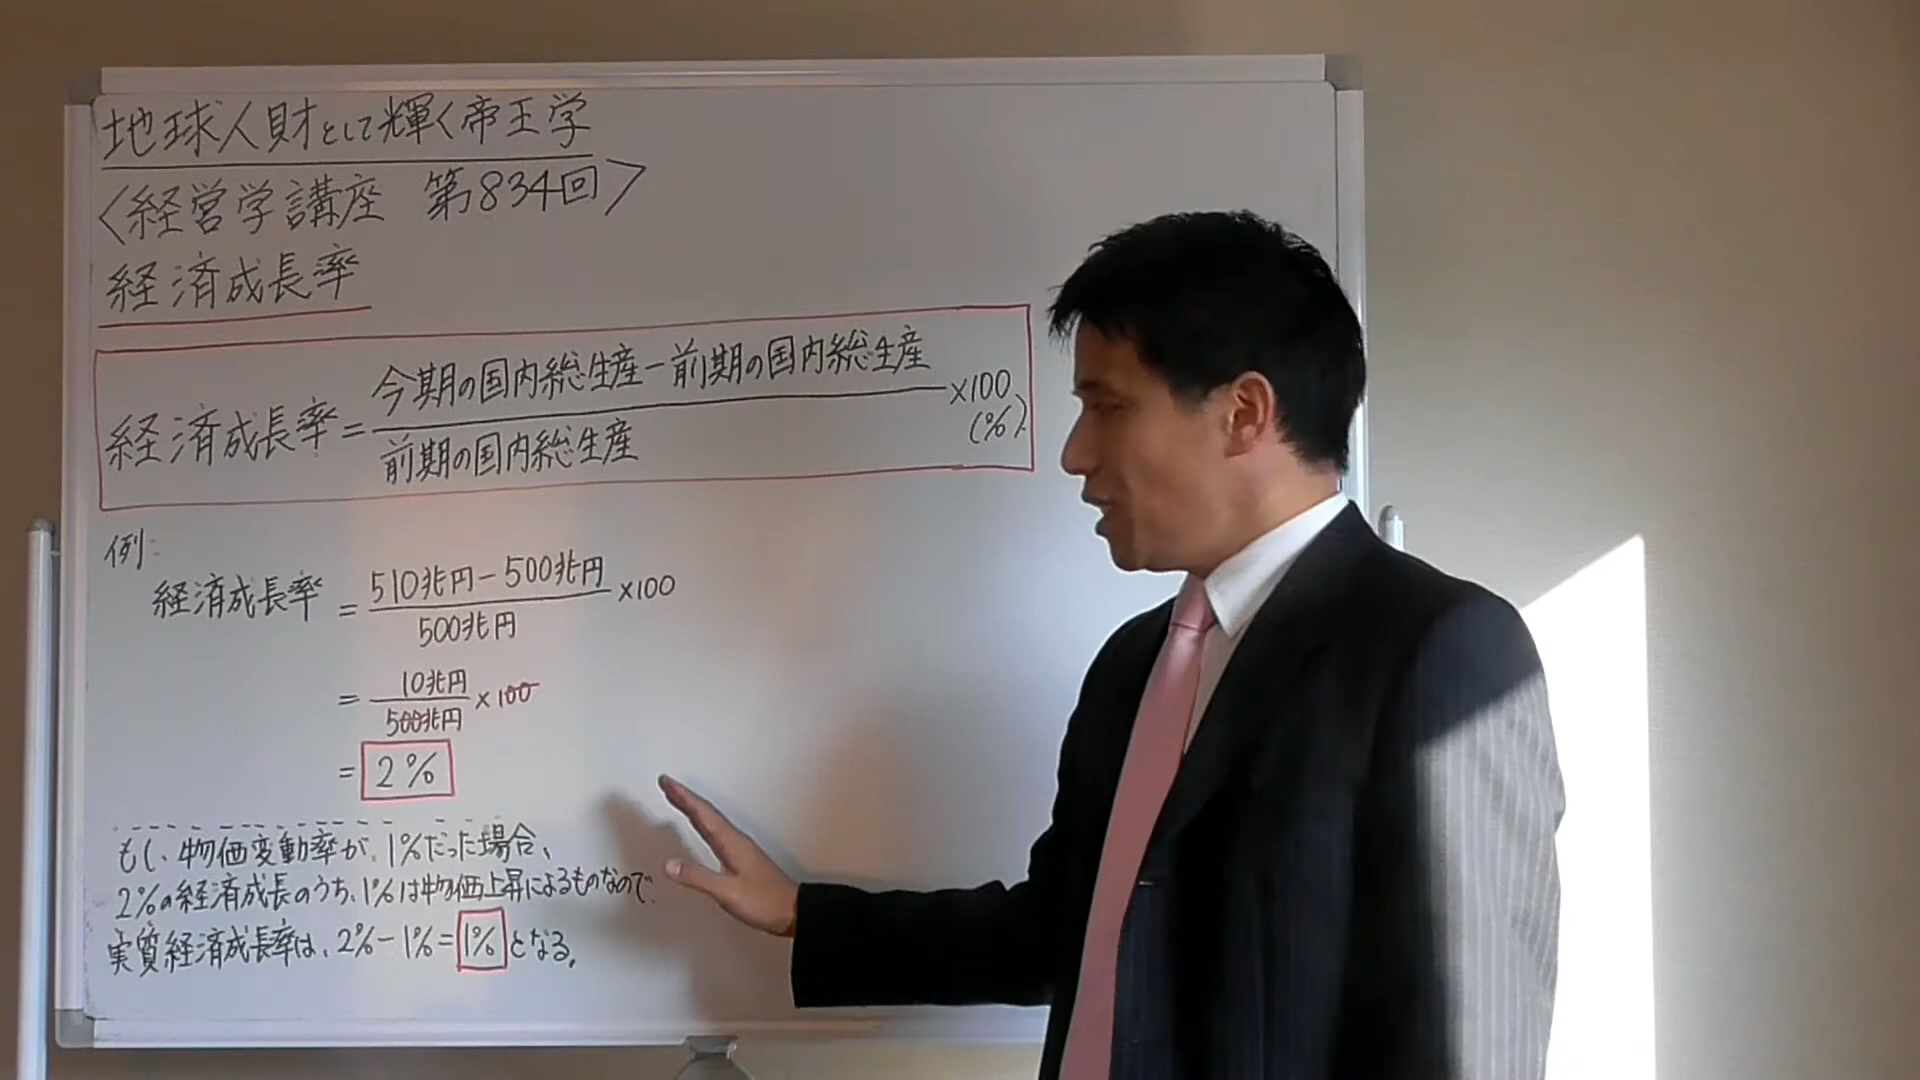 地球人財として輝く帝王学
〈経営学講座 第834回〉
経済成長率
経済成長率=今期の国内総生産-前期の国内総生産
前期の国内総生産
×100
(%)
例:
経済成長率=510兆円-500兆円
500兆円
×100
=10兆円
500兆円
×100
=2%
もし、物価変動率が、1%だった場合、
2%の経済成長のうち、1%は物価上昇によるものなので、
実質経済成長率は、2%-1%=1%となる。